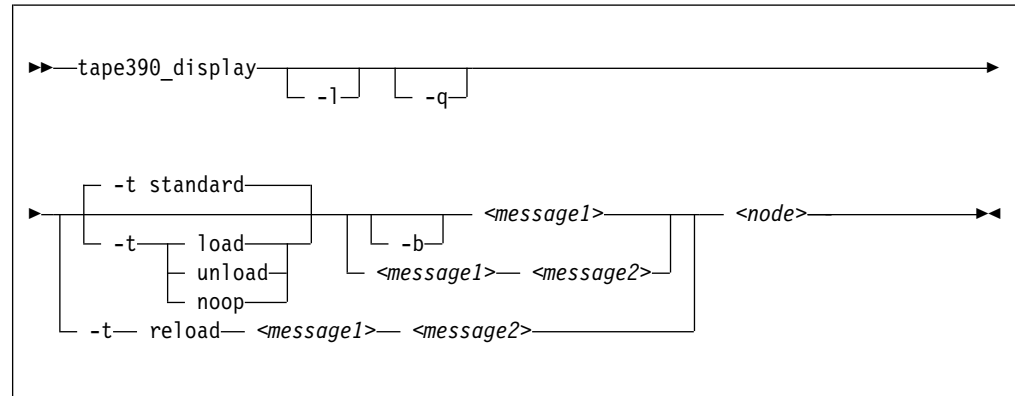 tape390_display
-l
-q
-t standard
-t load
unload
noop
-b
<message1>
<message1> <message2>
<node>
-t reload <message1> <message2>